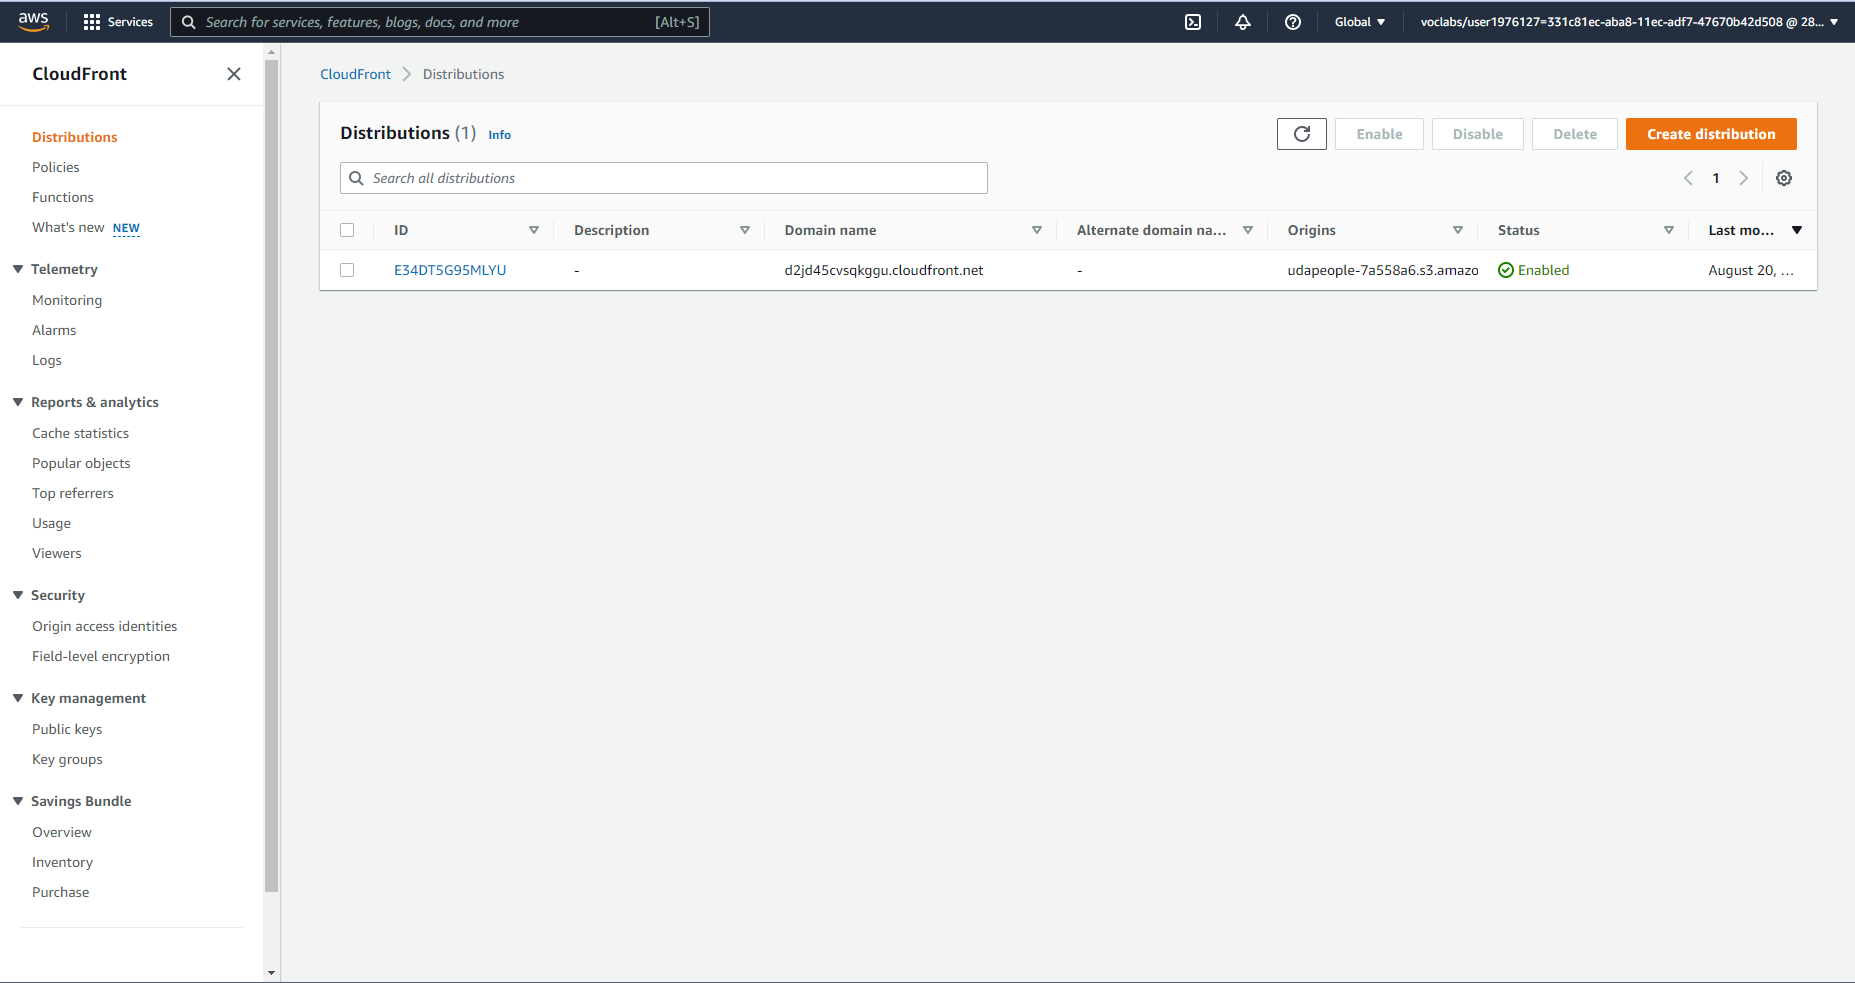 aws Services Search for services, features, blogs, docs, and more [Alt+S] Global voclabs/user1976127=331c81ec-aba8-11ec-adf7-47670b42d508 @ 28...
CloudFront
Distributions
Policies
Functions
What's new NEW
Telemetry
Monitoring
Alarms
Logs
Reports & analytics
Cache statistics
Popular objects
Top referrers
Usage
Viewers
Security
Origin access identities
Field-level encryption
Key management
Public keys
Key groups
Savings Bundle
Overview
Inventory
Purchase
CloudFront Distributions
Distributions (1) Info Enable Disable Delete Create distribution
Search all distributions 1
ID Description Domain name Alternate domain na... Origins Status Last mo...
E34DT5G95MLYU - d2jd45cvsqkggu.cloudfront.net - udapeople-7a558a6.s3.amazo Enabled August 20, ...